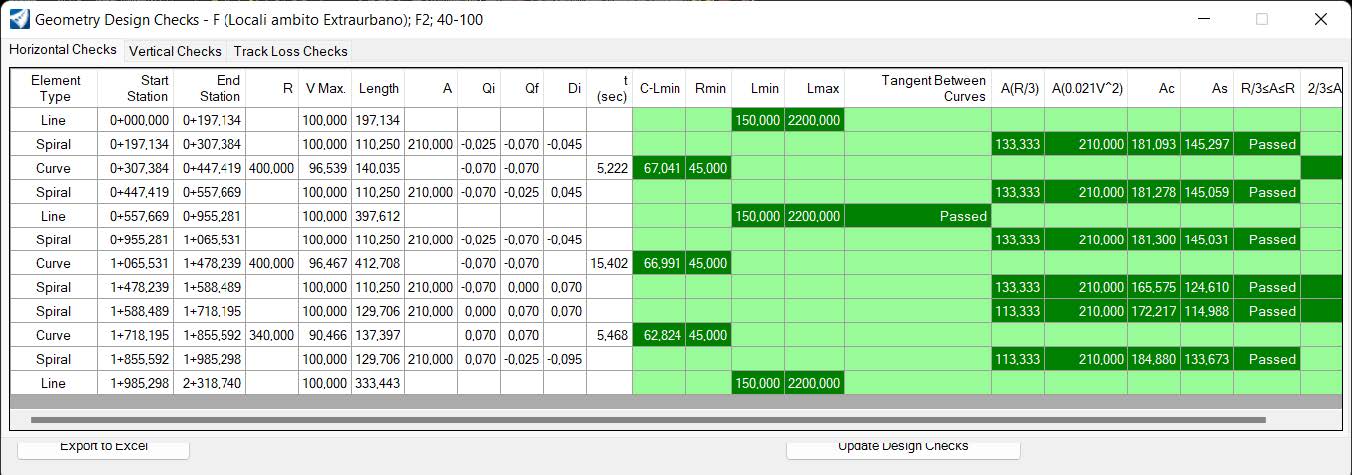 Geometry Design Checks - F (Locali ambito Extraurbano); F2; 40-100
Horizontal Checks Vertical Checks Track Loss Checks
Element Type Start Station End Station R V Max. Length A Qi Qf Di t (sec) C-Lmin Rmin Lmin Lmax Tangent Between Curves A(R/3) A(0.021V^2) Ac As R/3≤A≤R 2/3≤A
Line 0+000,000 0+197,134 100,000 197,134 150,000 2200,000
Spiral 0+197,134 0+307,384 100,000 110,250 210,000 -0,025 -0,070 -0,045 133,333 210,000 181,093 145,297 Passed
Curve 0+307,384 0+447,419 400,000 96,539 140,035 -0,070 -0,070 5,222 67,041 45,000
Spiral 0+447,419 0+557,669 100,000 110,250 210,000 -0,070 -0,025 0,045 133,333 210,000 181,278 145,059 Passed
Line 0+557,669 0+955,281 100,000 397,612 150,000 2200,000 Passed
Spiral 0+955,281 1+065,531 100,000 110,250 210,000 -0,025 -0,070 -0,045 133,333 210,000 181,300 145,031 Passed
Curve 1+065,531 1+478,239 400,000 96,467 412,708 -0,070 -0,070 15,402 66,991 45,000
Spiral 1+478,239 1+588,489 100,000 110,250 210,000 -0,070 0,000 0,070 133,333 210,000 165,575 124,610 Passed
Spiral 1+588,489 1+718,195 100,000 129,706 210,000 0,000 0,070 0,070 113,333 210,000 172,217 114,988 Passed
Curve 1+718,195 1+855,592 340,000 90,466 137,397 0,070 0,070 5,468 62,824 45,000
Spiral 1+855,592 1+985,298 100,000 129,706 210,000 0,070 -0,025 -0,095 113,333 210,000 184,880 133,673 Passed
Line 1+985,298 2+318,740 100,000 333,443 150,000 2200,000
Export to Excel Update Design Checks